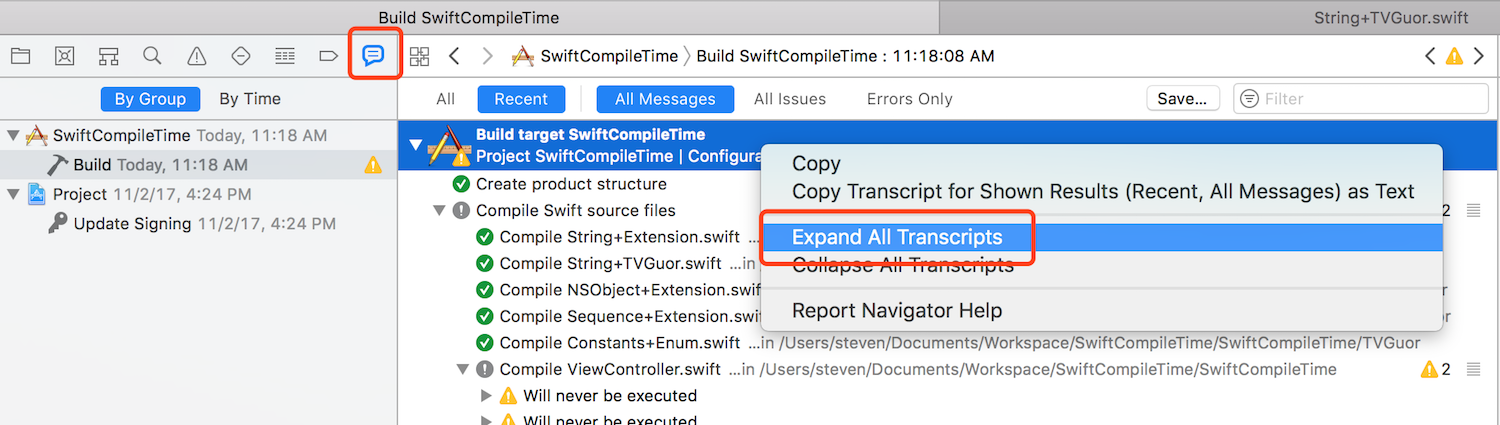 Build SwiftCompileTime
String+TVGuor.swift
SwiftCompileTime
Build SwiftCompileTime : 11:18:08 AM
By Group
By Time
All
Recent
All Messages
All Issues
Errors Only
Save...
Filter
SwiftCompileTime Today, 11:18 AM
Build Today, 11:18 AM
Project 11/2/17, 4:24 PM
Update Signing 11/2/17, 4:24 PM
Build target SwiftCompileTime
Project SwiftCompileTime | Configura
Create product structure
Compile Swift source files
2
Compile String+Extension.swift ...in
Compile String+TVGuor.swift ...in
Compile NSObject+Extension.swif
Compile Sequence+Extension.swif
or
Compile Constants+Enum.swift ...in /Users/steven/Documents/Workspace/SwiftCompileTime/SwiftCompileTime/TVGuor
Compile ViewController.swift ...in /Users/steven/Documents/Workspace/SwiftCompileTime/SwiftCompileTime
2
Will never be executed
Will never be executed
Copy
Copy Transcript for Shown Results (Recent, All Messages) as Text
Expand All Transcripts
Collapse All Transcripts
Report Navigator Help